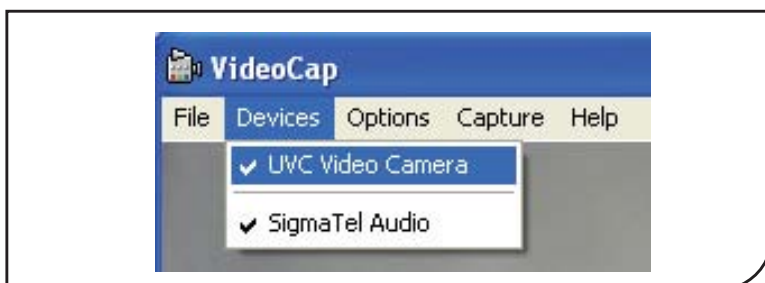 VideoCap
File Devices Options Capture Help
UVC Video Camera
SigmaTel Audio